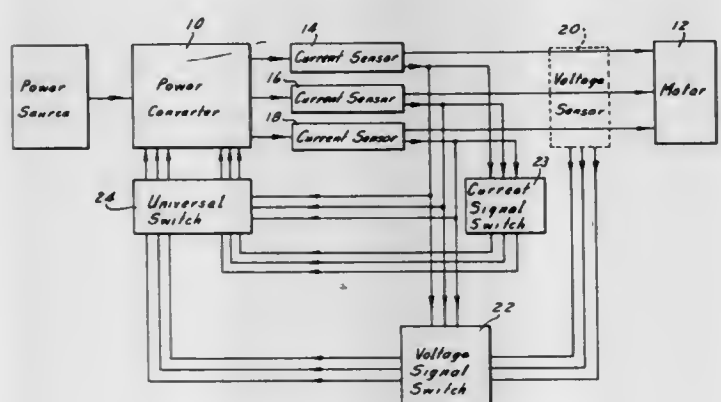 10
14
20
12
Power
Source
Power
Converter
Current Sensor
16
Current Sensor
18
Current Sensor
Voltage
Sensor
Motor
24
Universal
Switch
23
Current
Signal
Switch
22
Voltage
Signal
Switch